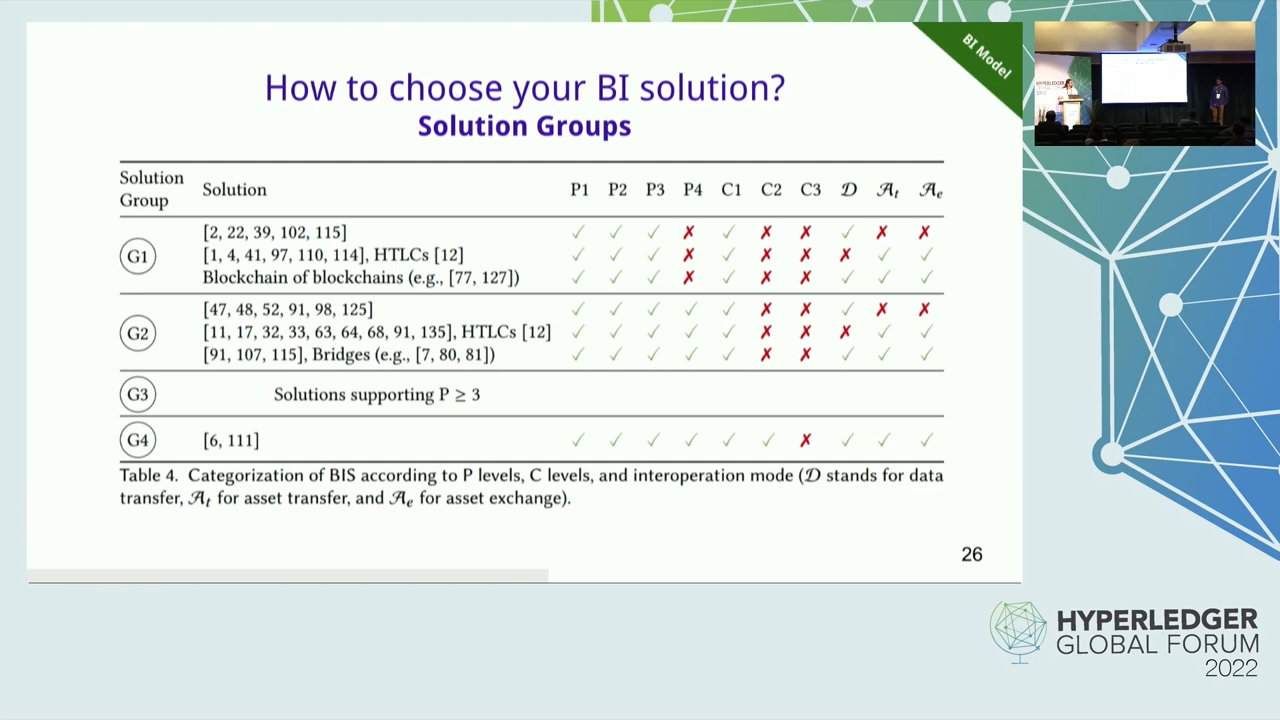 BI Model
How to choose your BI solution?
Solution Groups
Solution Group Solution P1 P2 P3 P4 C1 C2 C3 𝒟 𝒜t 𝒜e
G1
[2, 22, 39, 102, 115] ✓ ✓ ✓ ✗ ✓ ✗ ✗ ✓ ✗ ✗
[1, 4, 41, 97, 110, 114], HTLCs [12] ✓ ✓ ✓ ✗ ✓ ✗ ✗ ✗ ✓ ✓
Blockchain of blockchains (e.g., [77, 127]) ✓ ✓ ✓ ✗ ✓ ✗ ✗ ✓ ✓ ✓
G2
[47, 48, 52, 91, 98, 125] ✓ ✓ ✓ ✓ ✓ ✗ ✗ ✓ ✗ ✗
[11, 17, 32, 33, 63, 64, 68, 91, 135], HTLCs [12] ✓ ✓ ✓ ✓ ✓ ✗ ✗ ✗ ✓ ✓
[91, 107, 115], Bridges (e.g., [7, 80, 81]) ✓ ✓ ✓ ✓ ✓ ✗ ✗ ✓ ✓ ✓
G3 Solutions supporting P ≥ 3
G4 [6, 111] ✓ ✓ ✓ ✓ ✓ ✓ ✗ ✓ ✓ ✓
Table 4. Categorization of BIS according to P levels, C levels, and interoperation mode (𝒟 stands for data
transfer, 𝒜t for asset transfer, and 𝒜e for asset exchange).
26
HYPERLEDGER
GLOBAL FORUM
2022